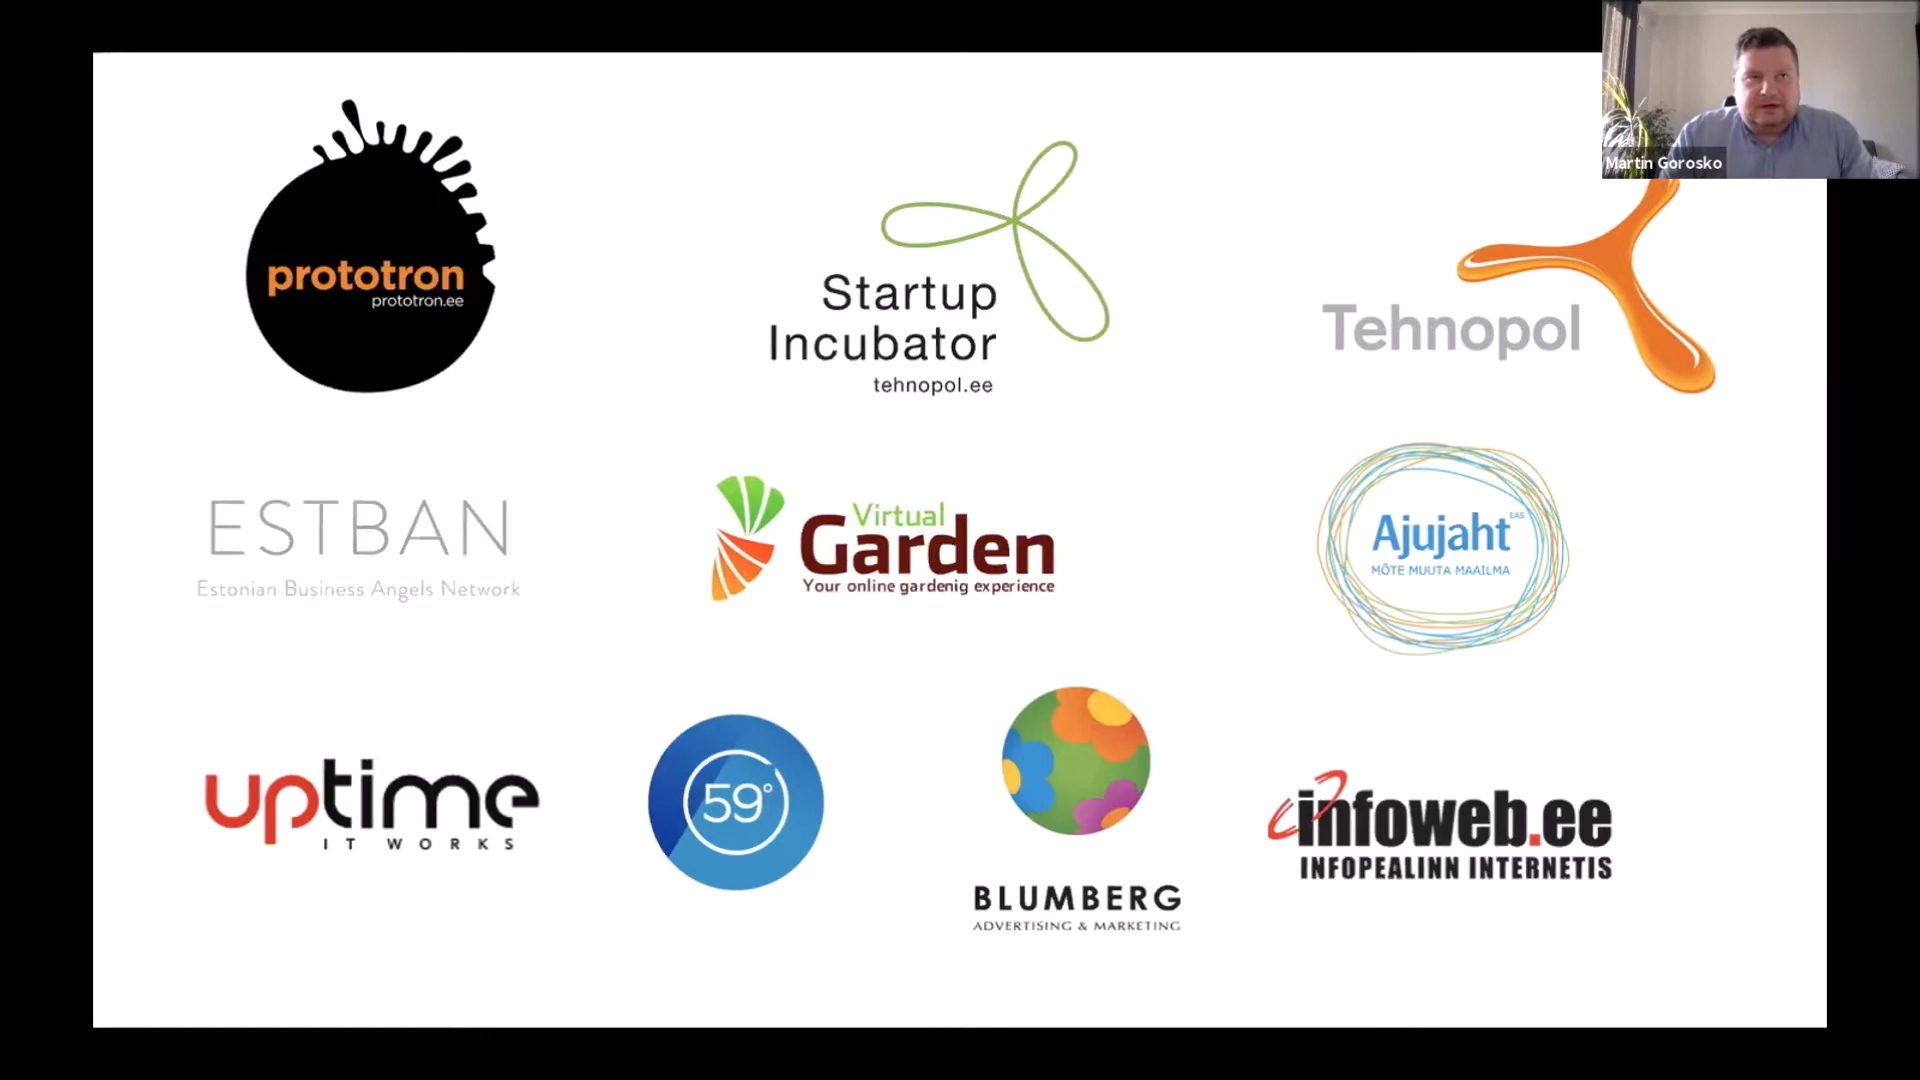 Martin Gorosko
prototron
prototron.ee
Startup
Incubator
tehnopol.ee
Tehnopol
ESTBAN
Estonian Business Angels Network
Virtual
Garden
Your online gardenig experience
Ajujaht EAS
MÕTE MUUTA MAAILMA
uptime
IT WORKS
59°
BLUMBERG
ADVERTISING & MARKETING
infoweb.ee
INFOPEALINN INTERNETIS